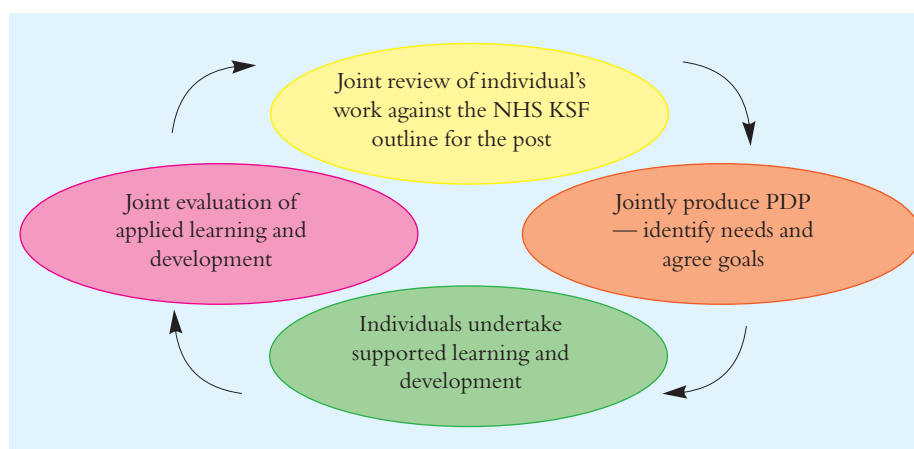 Joint review of individual's
work against the NHS KSF
outline for the post
Jointly produce PDP
— identify needs and
agree goals
Individuals undertake
supported learning and
development
Joint evaluation of
applied learning and
development